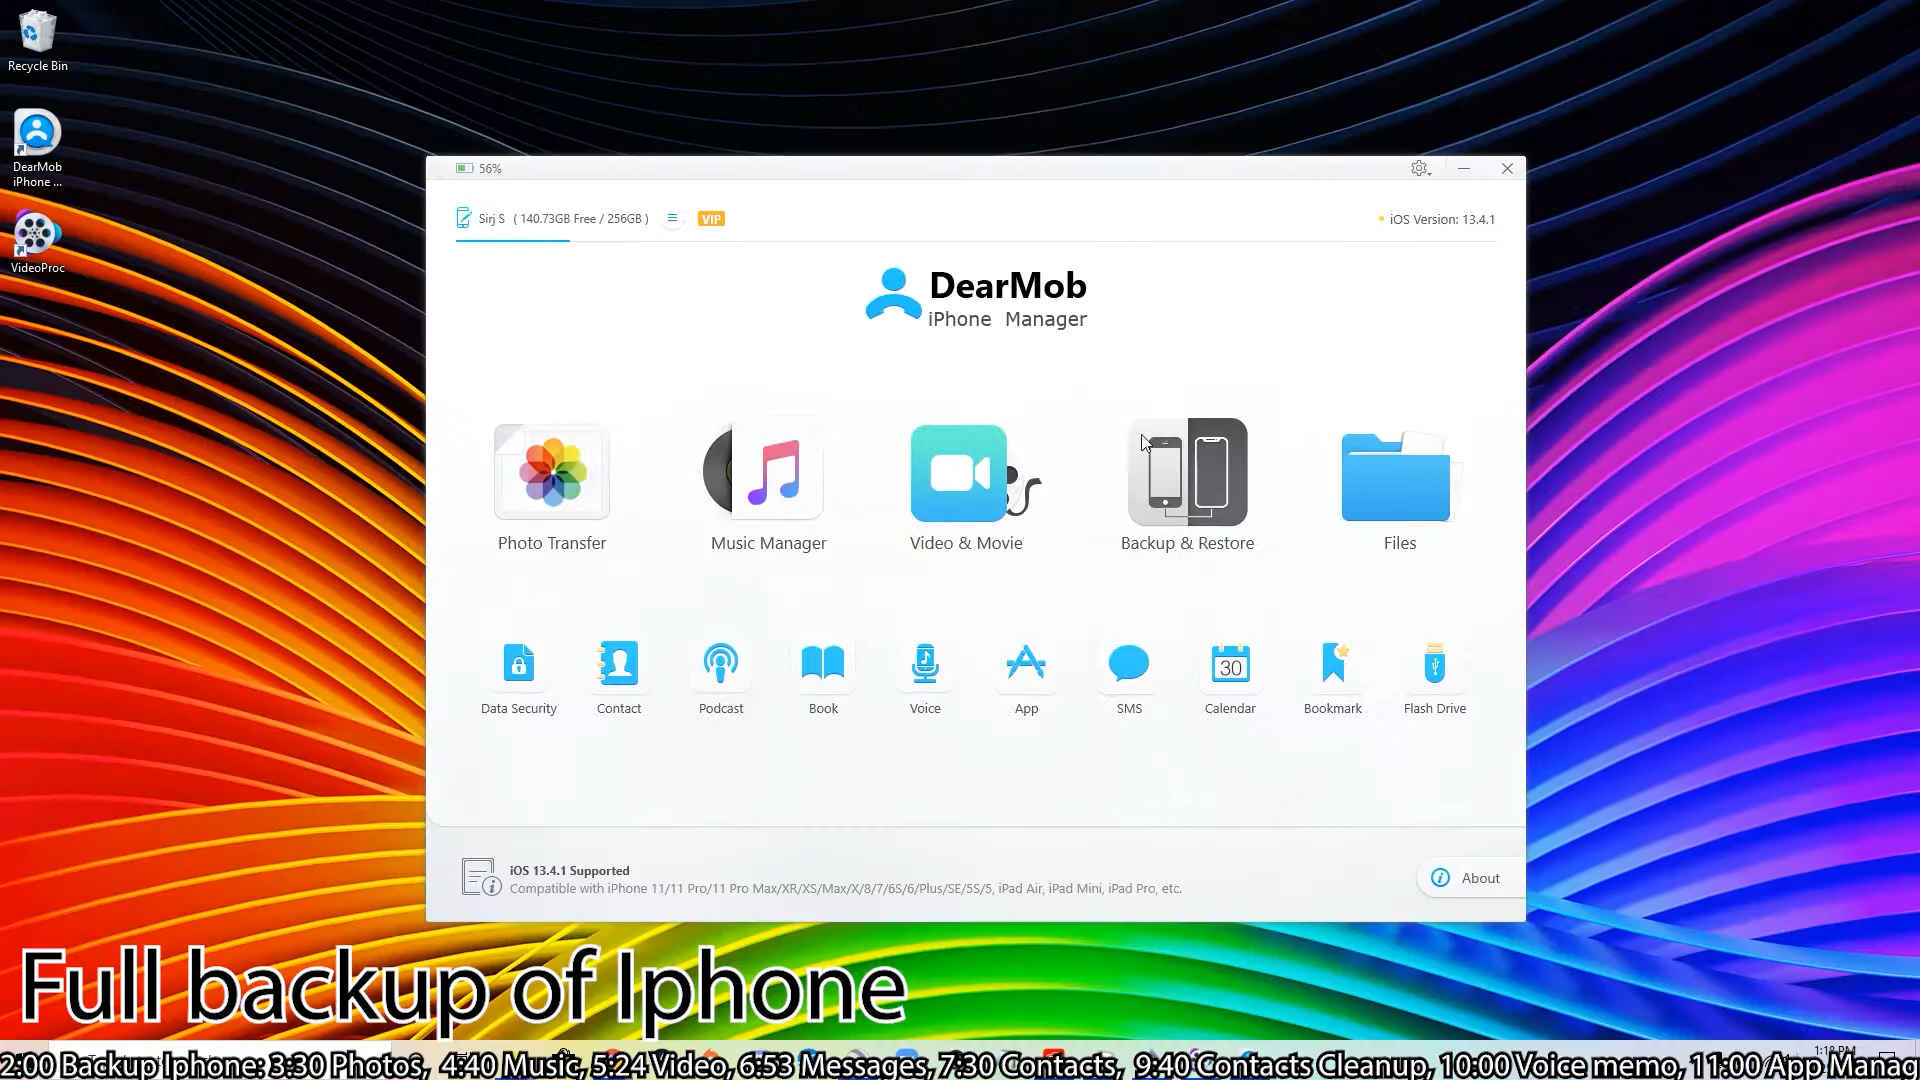 Recycle Bin
DearMob
iPhone ...
VideoProc
56%
Sirj S ( 140.73GB Free / 256GB )
VIP
iOS Version: 13.4.1
DearMob
iPhone Manager
Photo Transfer
Music Manager
Video & Movie
Backup & Restore
Files
30
Data Security
Contact
Podcast
Book
Voice
App
SMS
Calendar
Bookmark
Flash Drive
iOS 13.4.1 Supported
Compatible with iPhone 11/11 Pro/11 Pro Max/XR/XS/Max/X/8/7/6S/6/Plus/SE/5S/5, iPad Air, iPad Mini, iPad Pro, etc.
About
Full backup of Iphone
1:18 PM
2:00 Backup Iphone: 3:30 Photos, 4:40 Music, 5:24 Video, 6:53 Messages, 7:30 Contacts, 9:40 Contacts Cleanup, 10:00 Voice memo, 11:00 App Manag